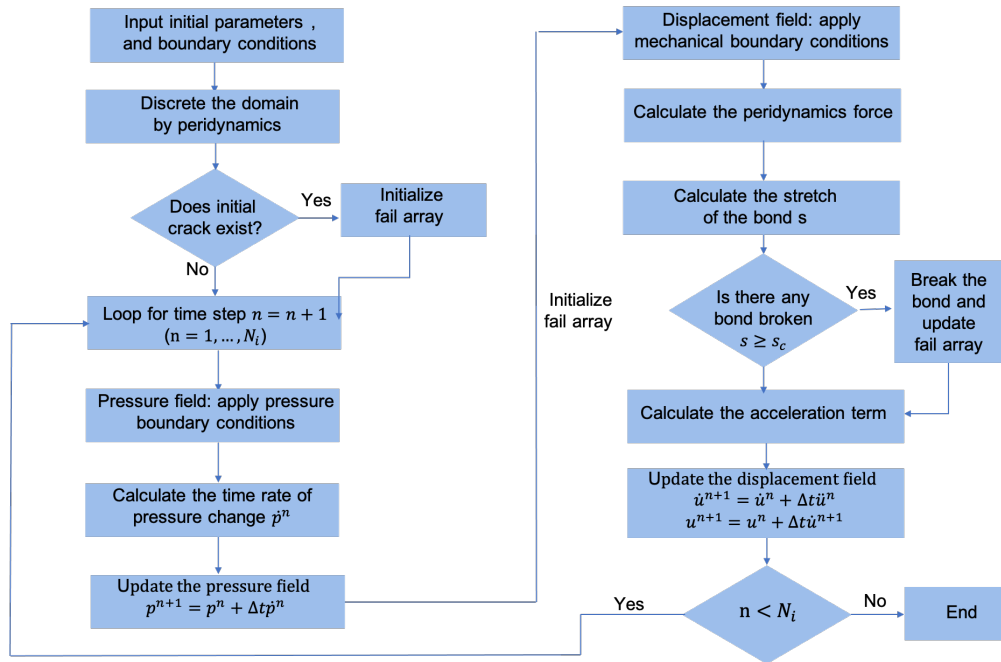 Input initial parameters ,
and boundary conditions
Discrete the domain
by peridynamics
Does initial
crack exist?
Yes
Initialize
fail array
No
Loop for time step n = n + 1
(n = 1, … , Nᵢ)
Pressure field: apply pressure
boundary conditions
Calculate the time rate of
pressure change ṗⁿ
Update the pressure field
pⁿ⁺¹ = pⁿ + Δtṗⁿ
Initialize
fail array
Displacement field: apply
mechanical boundary conditions
Calculate the peridynamics force
Calculate the stretch
of the bond s
Is there any
bond broken
s ≥ s_c
Yes
Break the
bond and
update
fail array
Calculate the acceleration term
Update the displacement field
u̇ⁿ⁺¹ = u̇ⁿ + Δtüⁿ
uⁿ⁺¹ = uⁿ + Δtu̇ⁿ⁺¹
Yes
n < Nᵢ
No
End